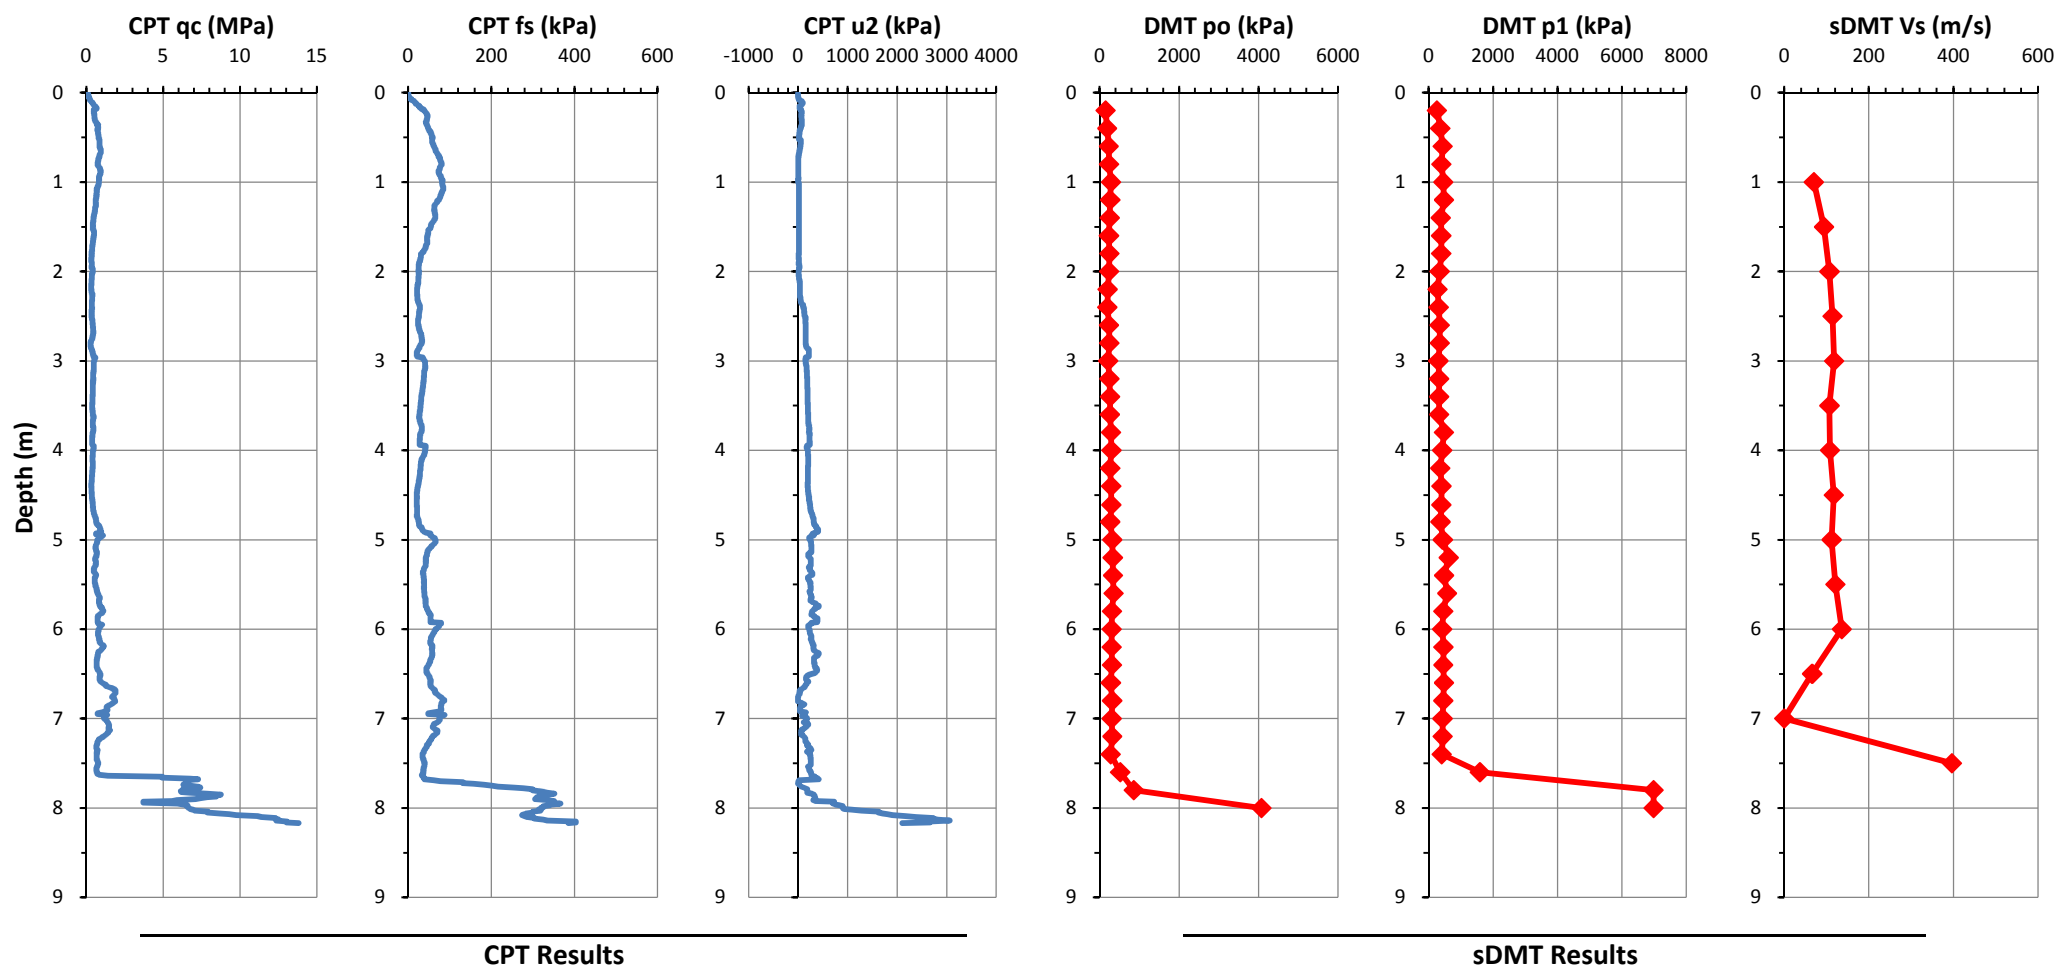 CPT qc (MPa) CPT fs (kPa) CPT u2 (kPa) DMT po (kPa) DMT p1 (kPa) sDMT Vs (m/s)
0 5 10 15 0 200 400 600 -1000 0 1000 2000 3000 4000 0 2000 4000 6000 0 2000 4000 6000 8000 0 200 400 600
0 0 0 0 0 0
1 1 1 1 1 1
2 2 2 2 2 2
3 3 3 3 3 3
4 4 4 4 4 4
Depth (m)
5 5 5 5 5 5
6 6 6 6 6 6
7 7 7 7 7 7
8 8 8 8 8 8
9 9 9 9 9 9
CPT Results sDMT Results